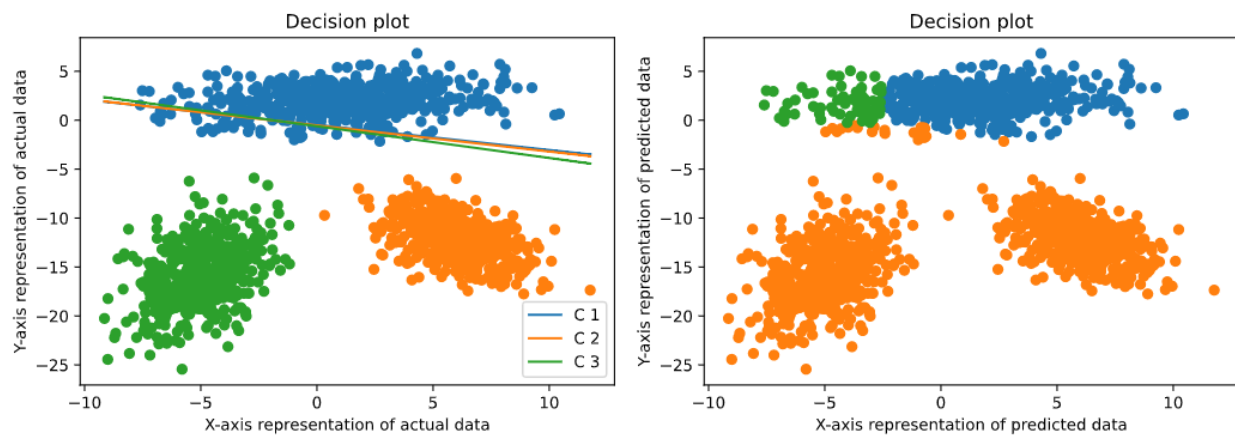 Decision plot
Y-axis representation of actual data
5
0
−5
−10
−15
−20
−25
C 1
C 2
C 3
−10
−5
0
5
10
X-axis representation of actual data
Decision plot
Y-axis representation of predicted data
5
0
−5
−10
−15
−20
−25
−10
−5
0
5
10
X-axis representation of predicted data